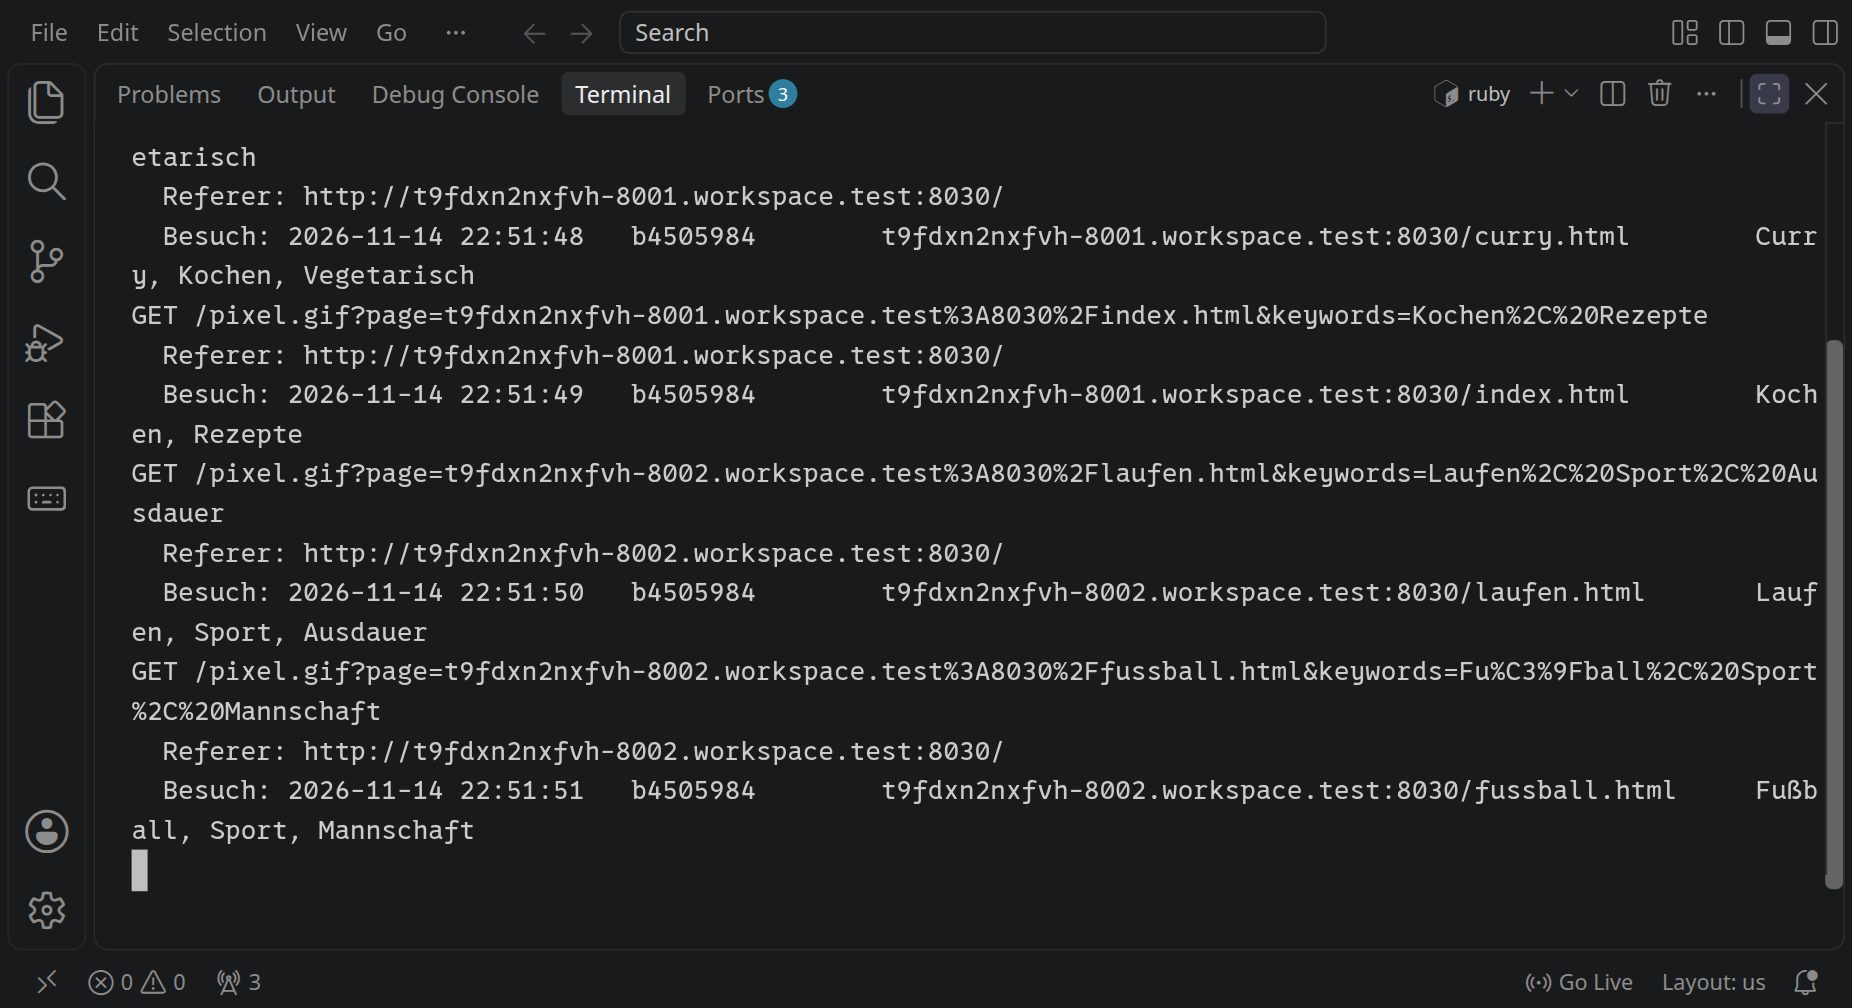 File Edit Selection View Go ··· Search
Problems Output Debug Console Terminal Ports 3 ruby
etarisch
  Referer: http://t9fdxn2nxfvh-8001.workspace.test:8030/
  Besuch: 2026-11-14 22:51:48   b4505984        t9fdxn2nxfvh-8001.workspace.test:8030/curry.html        Curr
y, Kochen, Vegetarisch
GET /pixel.gif?page=t9fdxn2nxfvh-8001.workspace.test%3A8030%2Findex.html&keywords=Kochen%2C%20Rezepte
  Referer: http://t9fdxn2nxfvh-8001.workspace.test:8030/
  Besuch: 2026-11-14 22:51:49   b4505984        t9fdxn2nxfvh-8001.workspace.test:8030/index.html        Koch
en, Rezepte
GET /pixel.gif?page=t9fdxn2nxfvh-8002.workspace.test%3A8030%2Flaufen.html&keywords=Laufen%2C%20Sport%2C%20Au
sdauer
  Referer: http://t9fdxn2nxfvh-8002.workspace.test:8030/
  Besuch: 2026-11-14 22:51:50   b4505984        t9fdxn2nxfvh-8002.workspace.test:8030/laufen.html       Lauf
en, Sport, Ausdauer
GET /pixel.gif?page=t9fdxn2nxfvh-8002.workspace.test%3A8030%2Ffussball.html&keywords=Fu%C3%9Fball%2C%20Sport
%2C%20Mannschaft
  Referer: http://t9fdxn2nxfvh-8002.workspace.test:8030/
  Besuch: 2026-11-14 22:51:51   b4505984        t9fdxn2nxfvh-8002.workspace.test:8030/fussball.html     Fußb
all, Sport, Mannschaft
0 0 3 Go Live Layout: us